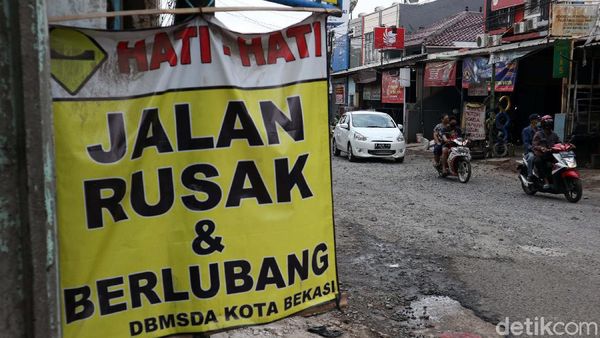 HATI - HATI
JALAN
RUSAK
&
BERLUBANG
DBMSDA KOTA BEKASI
detikcom